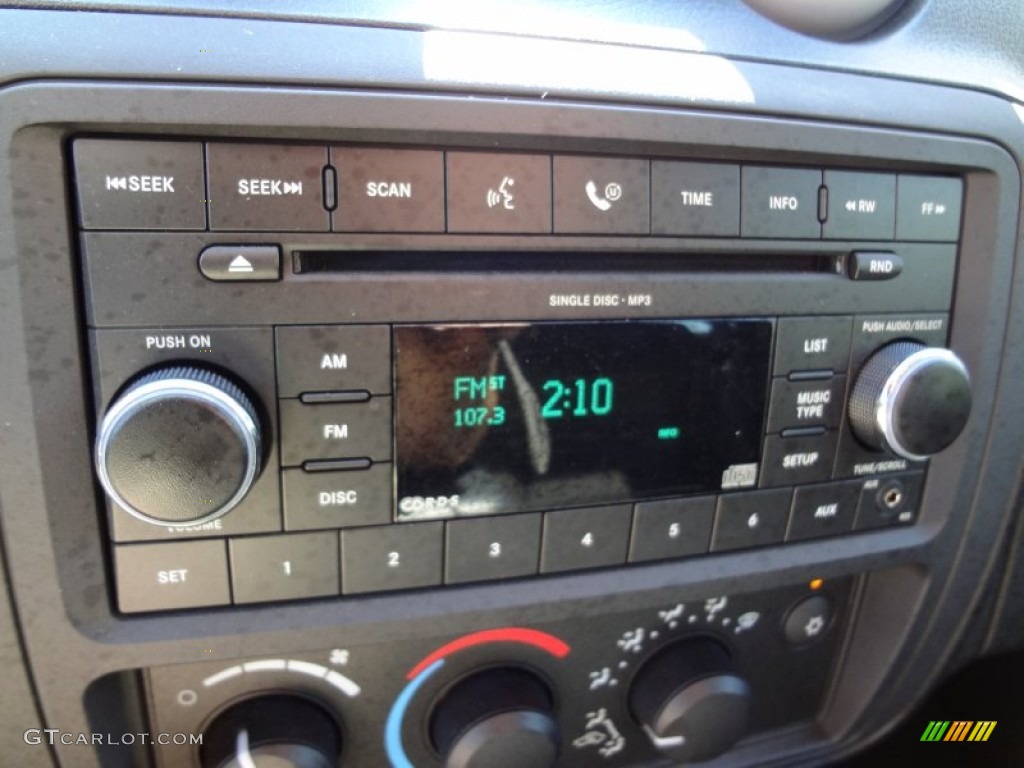 SEEK SEEK SCAN TIME INFO RW FF
RND
SINGLE DISC · MP3
PUSH ON
PUSH AUDIO/SELECT
AM
LIST
FM ST 2:10
107.3
MUSIC
TYPE
FM
INFO
SETUP
DISC
TUNE/SCROLL
VOLUME
AUX
SET 1 2 3 4 5 6 AUX
GTCARLOT.COM